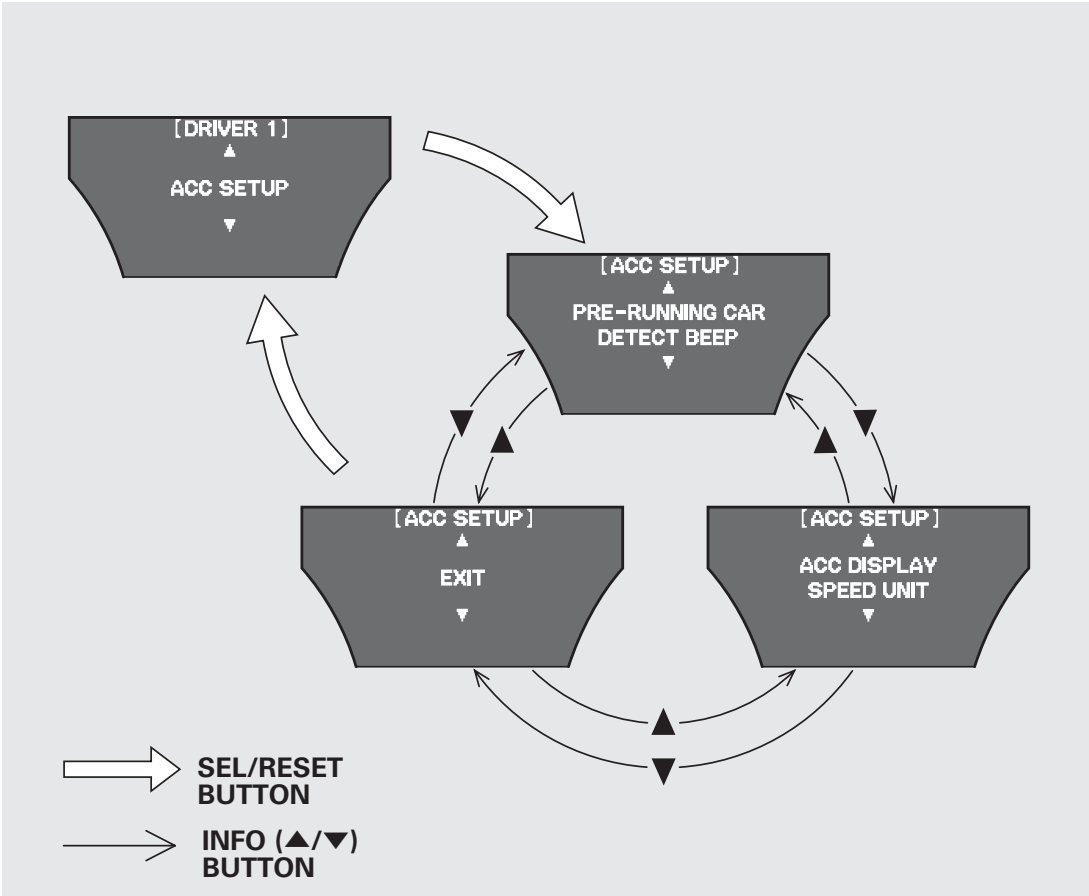 [DRIVER 1]
▲
ACC SETUP
▼
[ACC SETUP]
▲
PRE-RUNNING CAR
DETECT BEEP
▼
▼
▲
▲
▼
[ACC SETUP]
▲
EXIT
▼
[ACC SETUP]
▲
ACC DISPLAY
SPEED UNIT
▼
▲
▼
SEL/RESET
BUTTON
INFO (▲/▼)
BUTTON